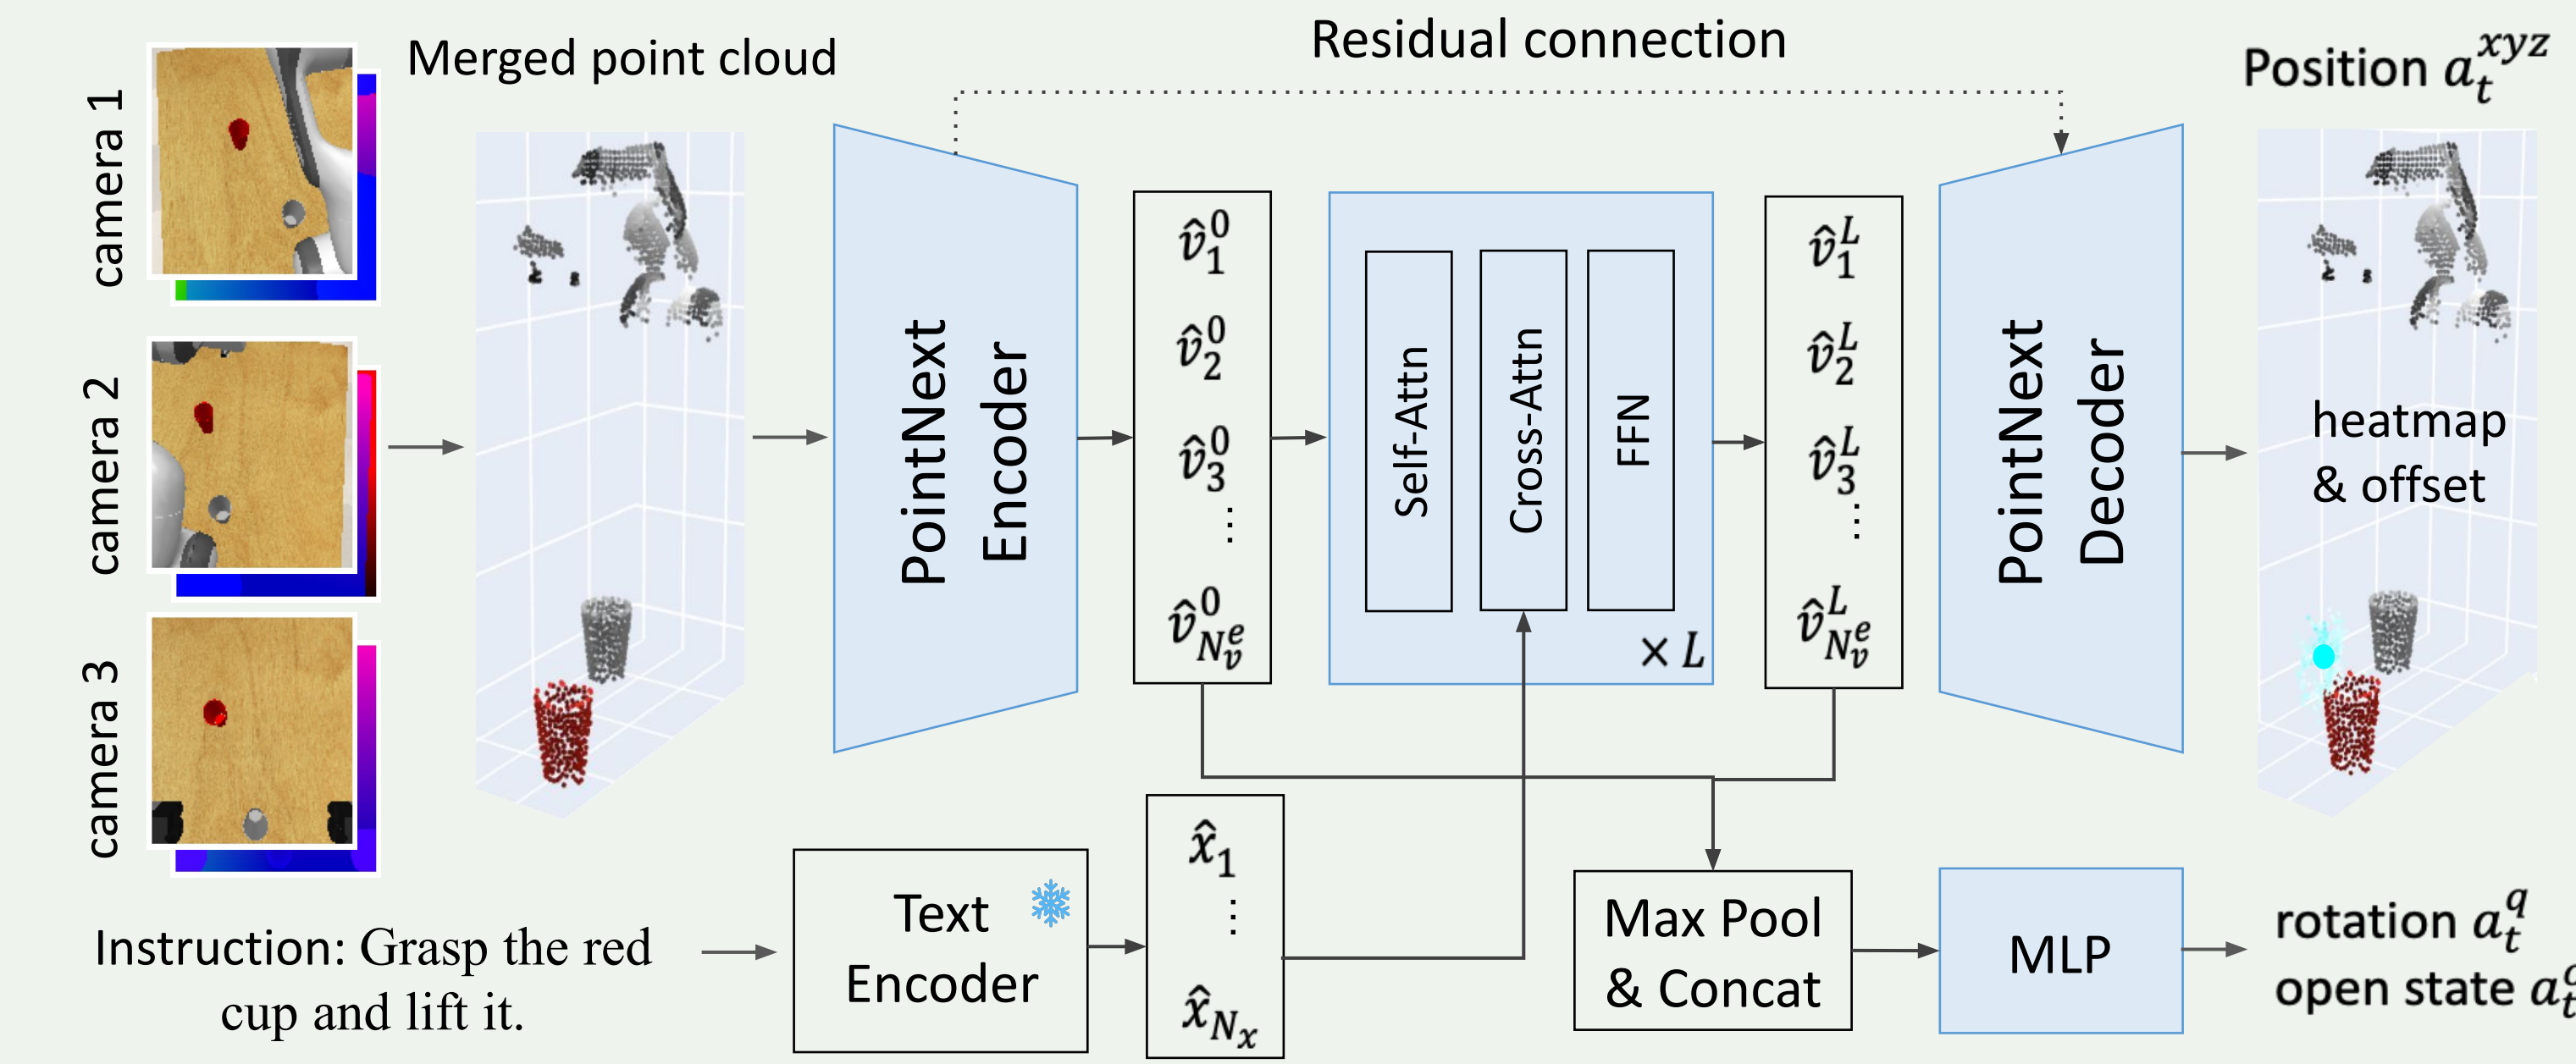 Residual connection
Merged point cloud
Position a_t^{xyz}
camera 1
camera 2
camera 3
PointNext
Encoder
v̂_1^0
v̂_2^0
v̂_3^0
⋮
v̂_{N_v^e}^0
Self-Attn
Cross-Attn
FFN
× L
v̂_1^L
v̂_2^L
v̂_3^L
⋮
v̂_{N_v^e}^L
PointNext
Decoder
heatmap
& offset
Instruction: Grasp the red
cup and lift it.
Text
Encoder
x̂_1
⋮
x̂_{N_x}
Max Pool
& Concat
MLP
rotation a_t^q
open state a_t